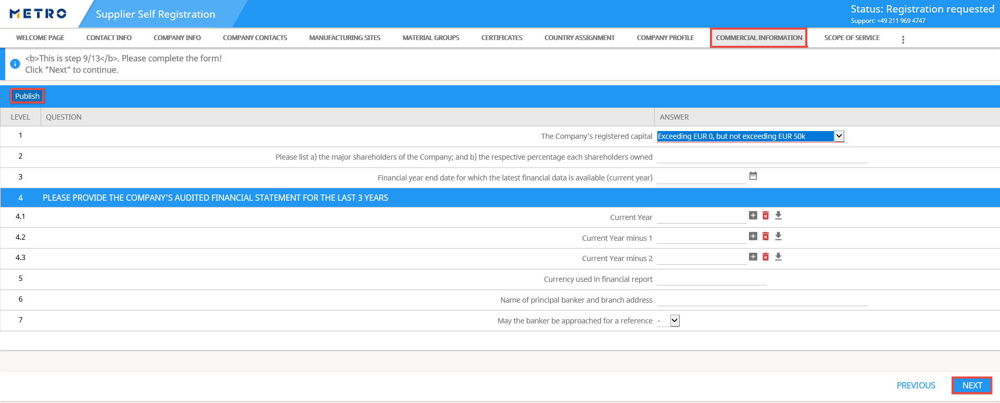 METRO
Supplier Self Registration
Status: Registration requested
Support: +49 211 969 4747
WELCOME PAGE CONTACT INFO COMPANY INFO COMPANY CONTACTS MANUFACTURING SITES MATERIAL GROUPS CERTIFICATES COUNTRY ASSIGNMENT COMPANY PROFILE COMMERCIAL INFORMATION SCOPE OF SERVICE
<b>This is step 9/13</b>. Please complete the form!
Click "Next" to continue.
Publish
LEVEL QUESTION ANSWER
1 The Company's registered capital Exceeding EUR 0, but not exceeding EUR 50k
2 Please list a) the major shareholders of the Company; and b) the respective percentage each shareholders owned
3 Financial year end date for which the latest financial data is available (current year)
4 PLEASE PROVIDE THE COMPANY'S AUDITED FINANCIAL STATEMENT FOR THE LAST 3 YEARS
4.1 Current Year
4.2 Current Year minus 1
4.3 Current Year minus 2
5 Currency used in financial report
6 Name of principal banker and branch address
7 May the banker be approached for a reference -
PREVIOUS NEXT